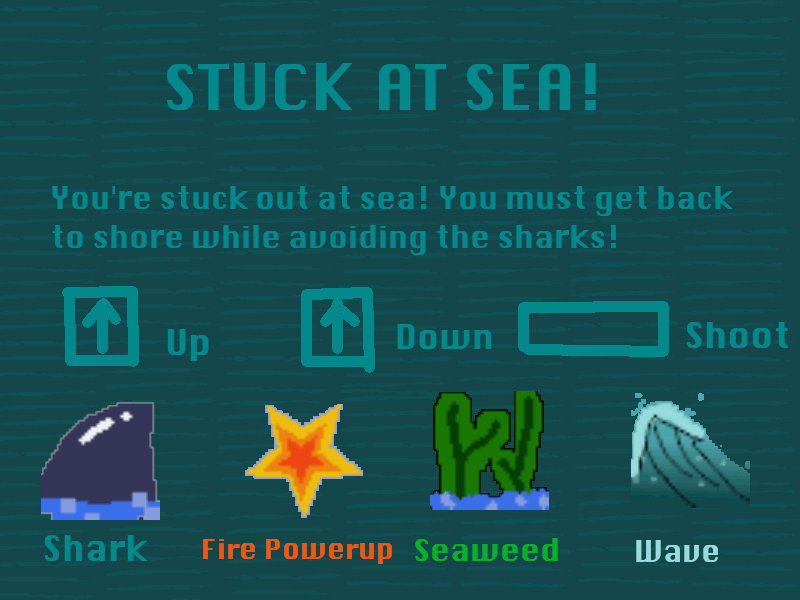 STUCK AT SEA!
You're stuck out at sea! You must get back
to shore while avoiding the sharks!
Up Down Shoot
Shark Fire Powerup Seaweed Wave